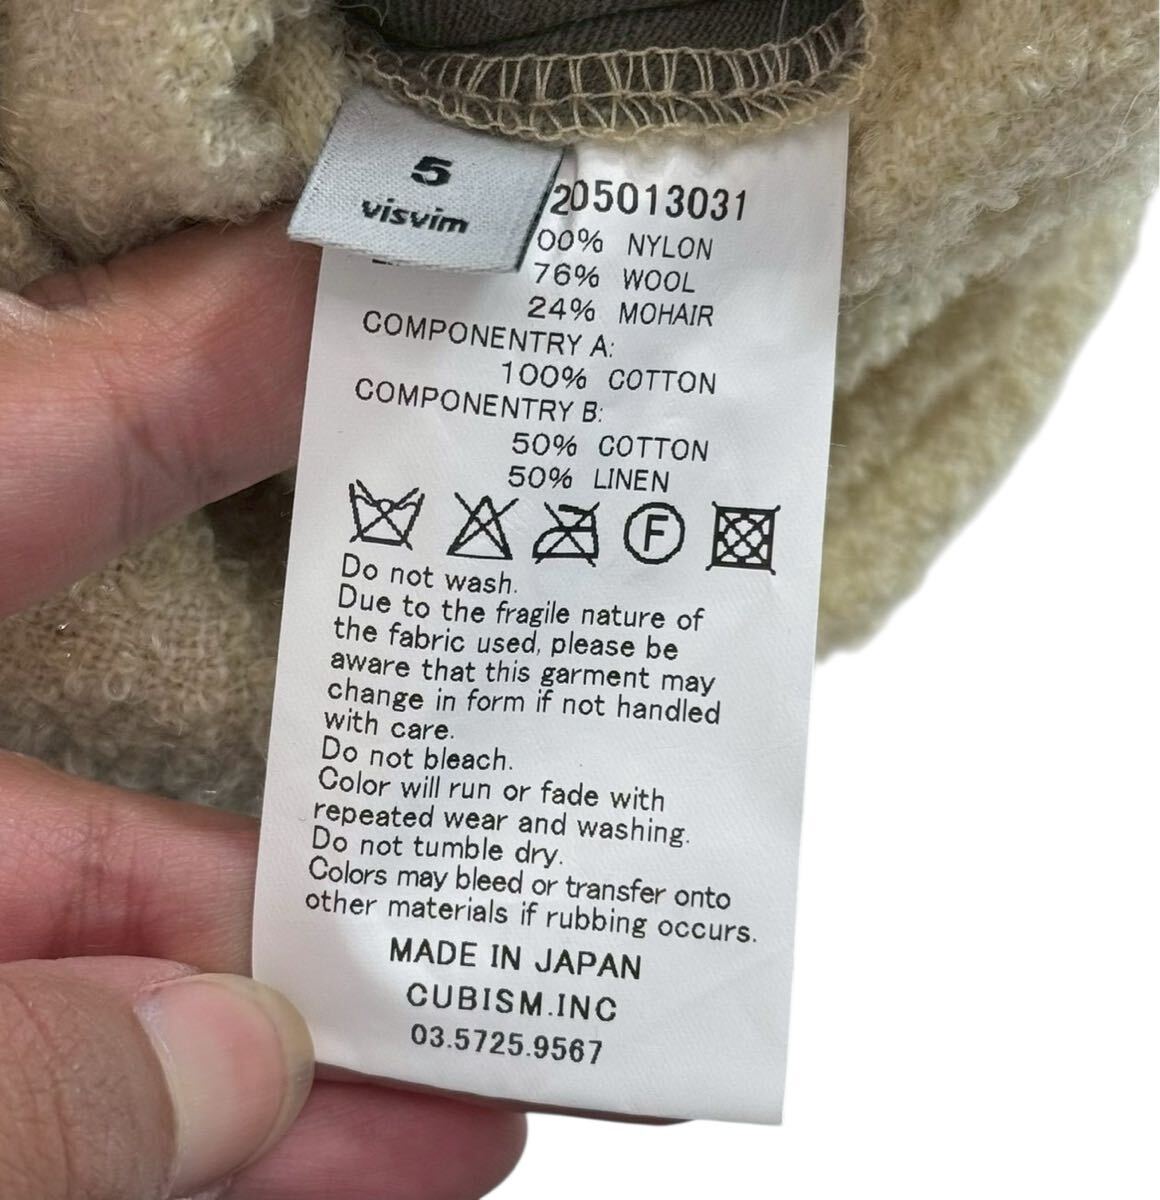 5
visvim
205013031
00% NYLON
76% WOOL
24% MOHAIR
COMPONENTRY A:
100% COTTON
COMPONENTRY B:
50% COTTON
50% LINEN
F
Do not wash.
Due to the fragile nature of
the fabric used, please be
aware that this garment may
change in form if not handled
with care.
Do not bleach.
Color will run or fade with
repeated wear and washing.
Do not tumble dry.
Colors may bleed or transfer onto
other materials if rubbing occurs.
MADE IN JAPAN
CUBISM.INC
03.5725.9567